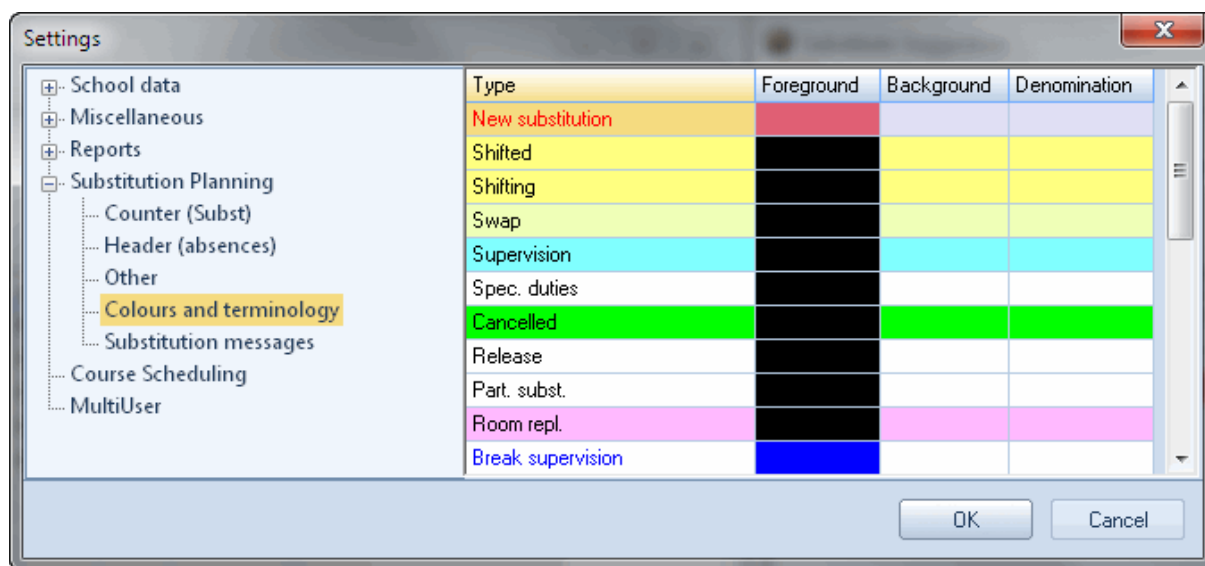 Settings
School data
Miscellaneous
Reports
Substitution Planning
Counter (Subst)
Header (absences)
Other
Colours and terminology
Substitution messages
Course Scheduling
MultiUser
Type Foreground Background Denomination
New substitution
Shifted
Shifting
Swap
Supervision
Spec. duties
Cancelled
Release
Part. subst.
Room repl.
Break supervision
OK Cancel